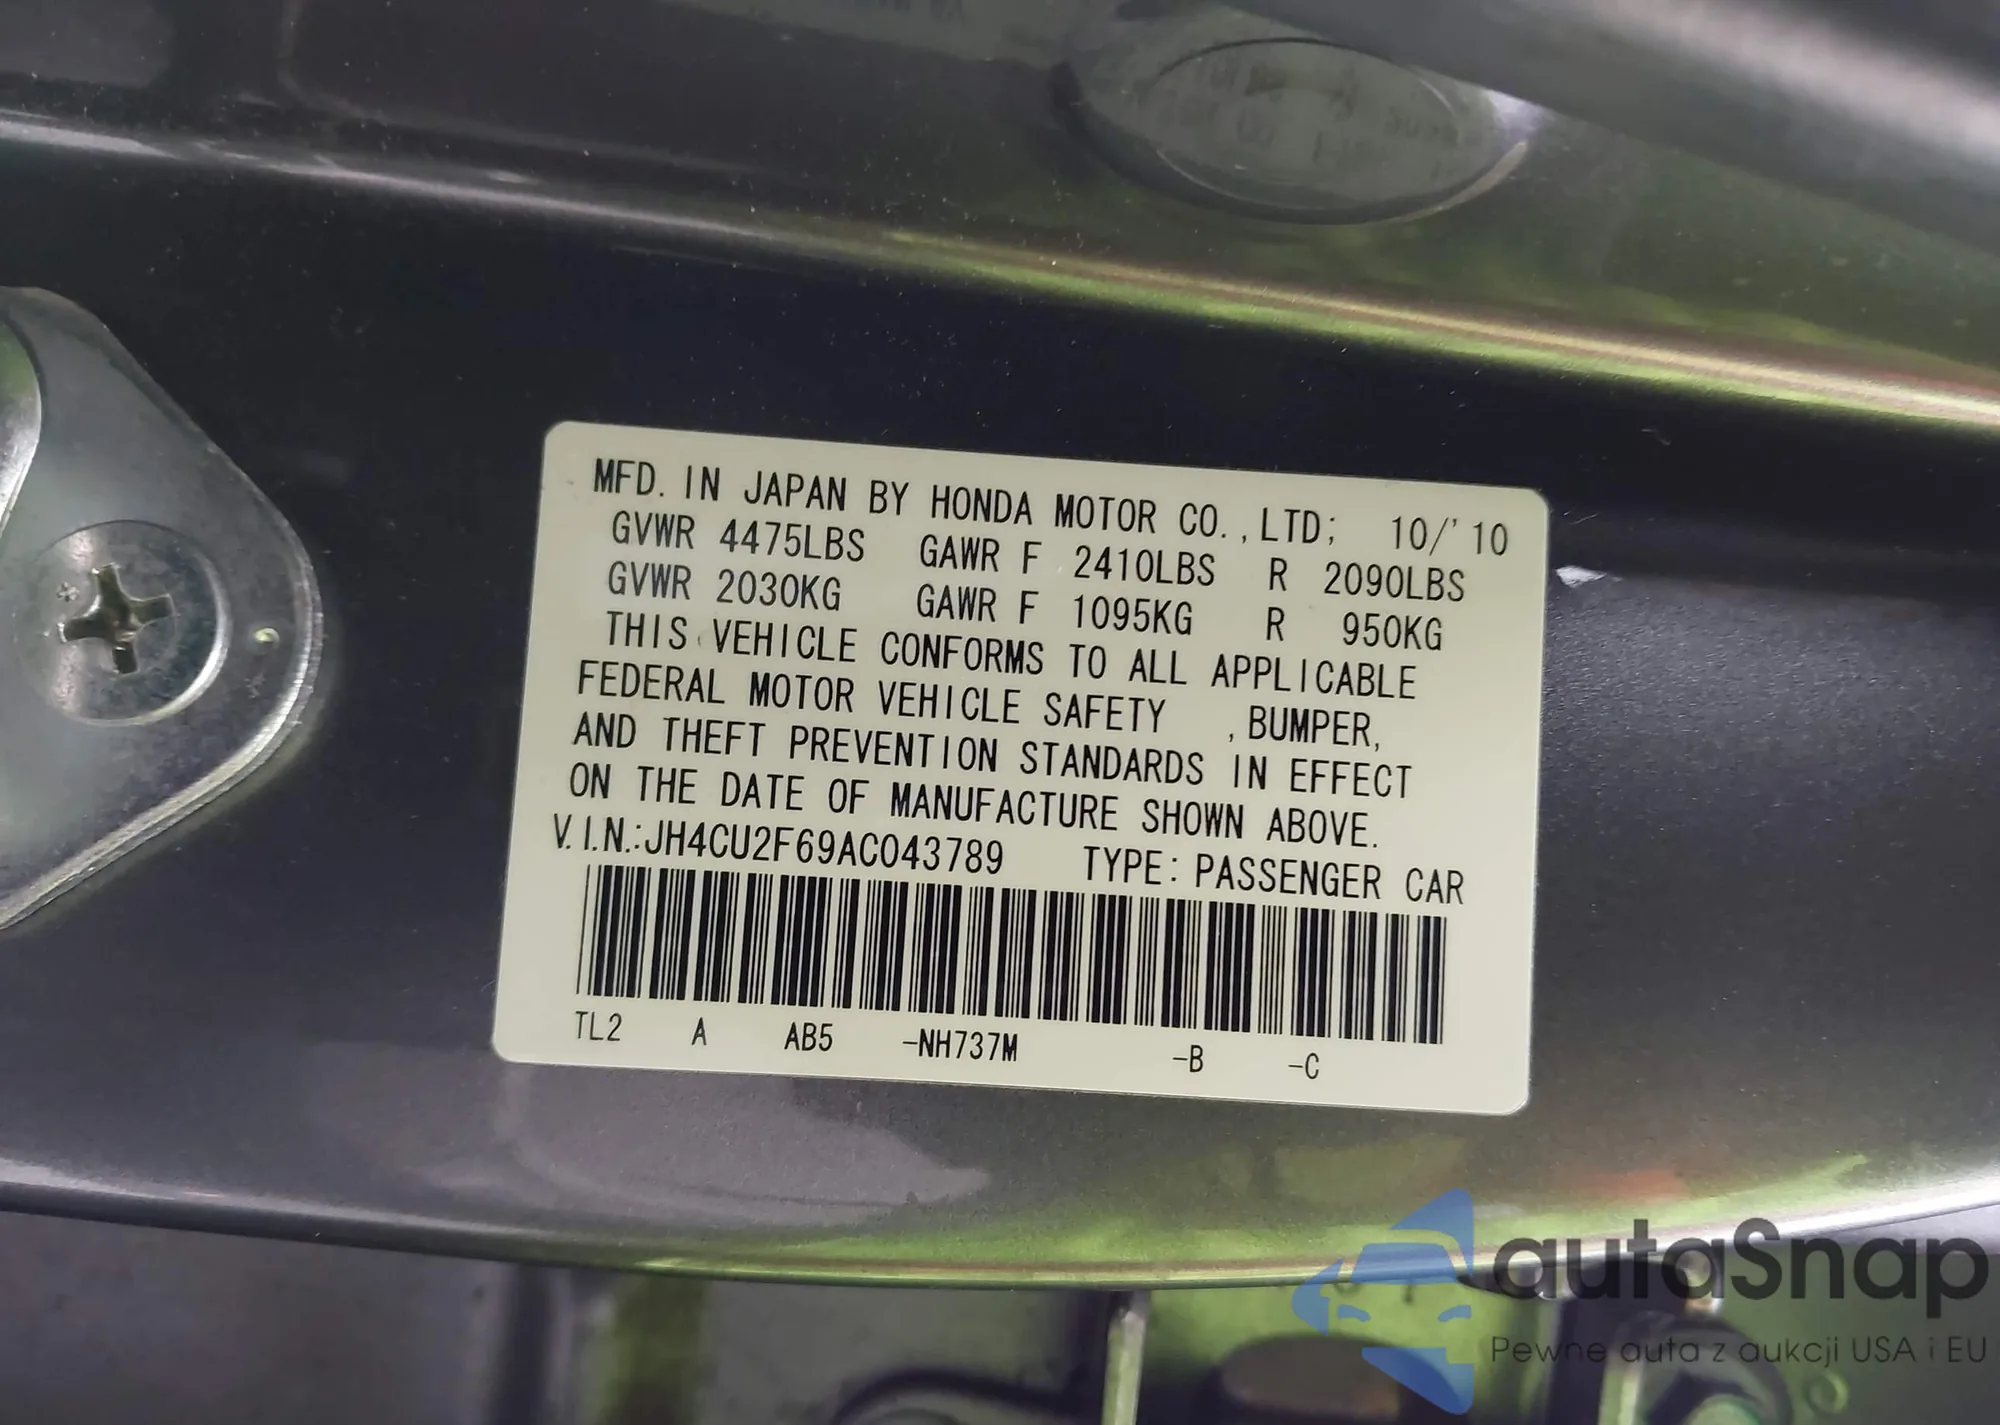 MFD. IN JAPAN BY HONDA MOTOR CO., LTD; 10/'10
GVWR 4475LBS GAWR F 2410LBS R 2090LBS
GVWR 2030KG GAWR F 1095KG R 950KG
THIS VEHICLE CONFORMS TO ALL APPLICABLE
FEDERAL MOTOR VEHICLE SAFETY , BUMPER,
AND THEFT PREVENTION STANDARDS IN EFFECT
ON THE DATE OF MANUFACTURE SHOWN ABOVE.
V.I.N.:JH4CU2F69AC043789 TYPE: PASSENGER CAR
TL2 A AB5 -NH737M -B -C
autaSnap
Pewne auta z aukcji USA i EU